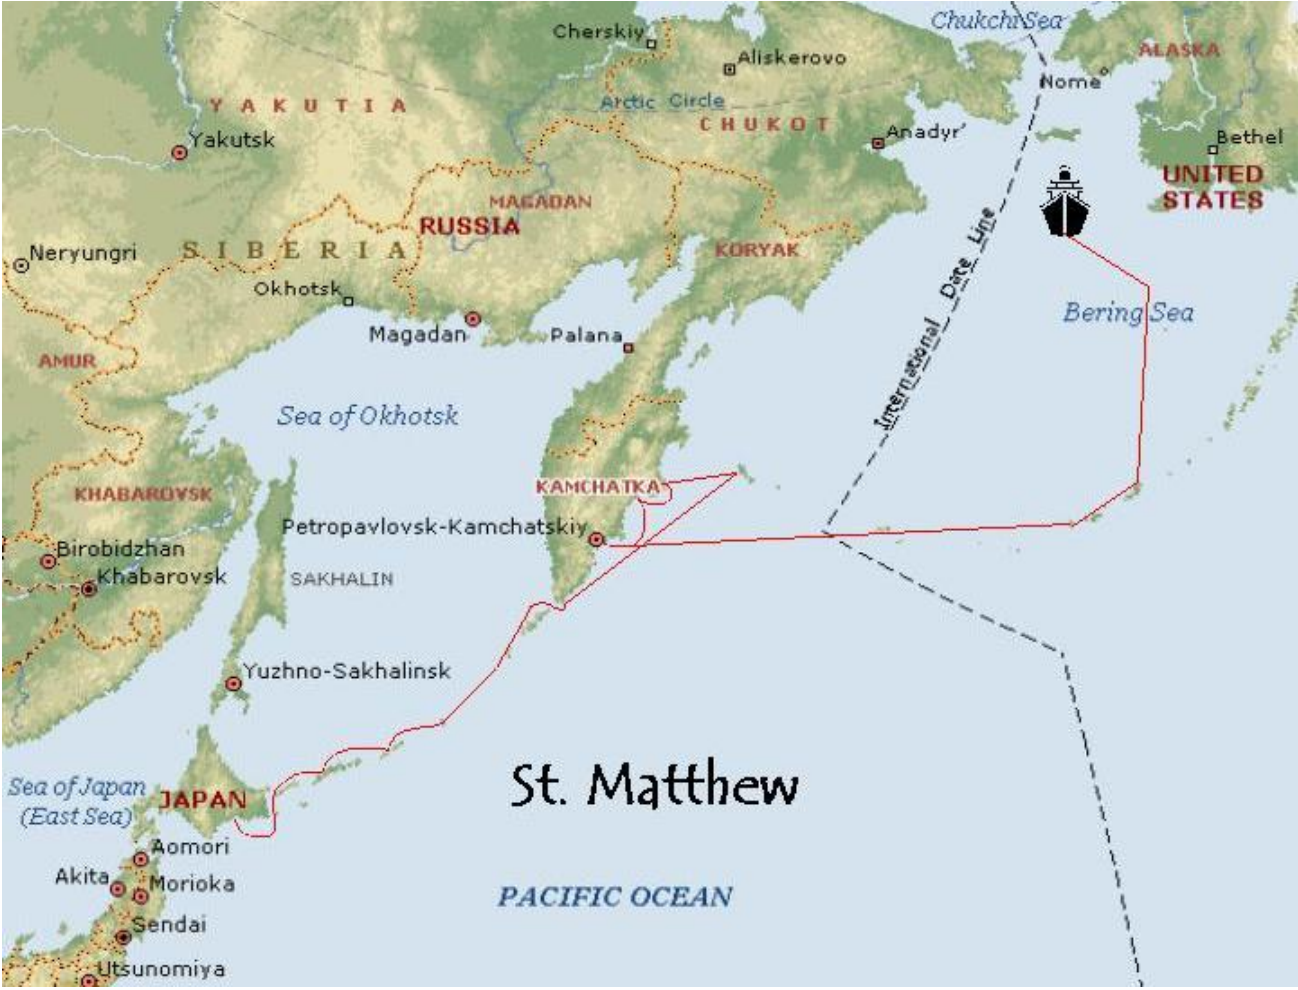 Chukchi Sea
Cherskiy
ALASKA
Aliskerovo
Nome
Arctic Circle
YAKUTIA
CHUKOT
Anadyr'
Bethel
Yakutsk
UNITED
STATES
MAGADAN
RUSSIA
International Date Line
SIBERIA
KORYAK
Neryungri
Okhotsk
Bering Sea
Magadan
Palana
AMUR
Sea of Okhotsk
KHABAROVSK
KAMCHATKA
Petropavlovsk-Kamchatskiy
Birobidzhan
Khabarovsk
SAKHALIN
Yuzhno-Sakhalinsk
St. Matthew
Sea of Japan
(East Sea)
JAPAN
Aomori
Akita
Morioka
PACIFIC OCEAN
Sendai
Utsunomiya